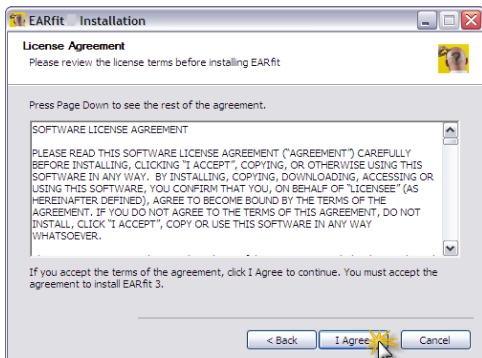 EARfit Installation
License Agreement
Please review the license terms before installing EARfit
Press Page Down to see the rest of the agreement.
SOFTWARE LICENSE AGREEMENT
PLEASE READ THIS SOFTWARE LICENSE AGREEMENT ("AGREEMENT") CAREFULLY
BEFORE INSTALLING, CLICKING "I ACCEPT", COPYING, OR OTHERWISE USING THIS
SOFTWARE IN ANY WAY. BY INSTALLING, COPYING, DOWNLOADING, ACCESSING OR
USING THIS SOFTWARE, YOU CONFIRM THAT YOU, ON BEHALF OF "LICENSEE" (AS
HEREINAFTER DEFINED), AGREE TO BECOME BOUND BY THE TERMS OF THE
AGREEMENT. IF YOU DO NOT AGREE TO THE TERMS OF THIS AGREEMENT, DO NOT
INSTALL, CLICK "I ACCEPT", COPY OR USE THIS SOFTWARE IN ANY WAY
WHATSOEVER.
If you accept the terms of the agreement, click I Agree to continue. You must accept the
agreement to install EARfit 3.
< Back I Agree Cancel